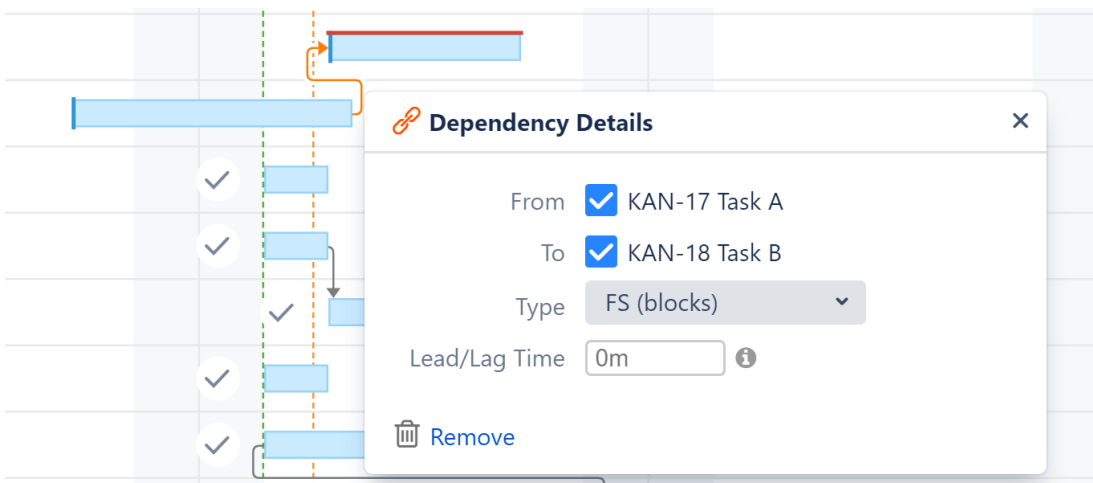 Dependency Details
From KAN-17 Task A
To KAN-18 Task B
Type FS (blocks)
Lead/Lag Time 0m
Remove